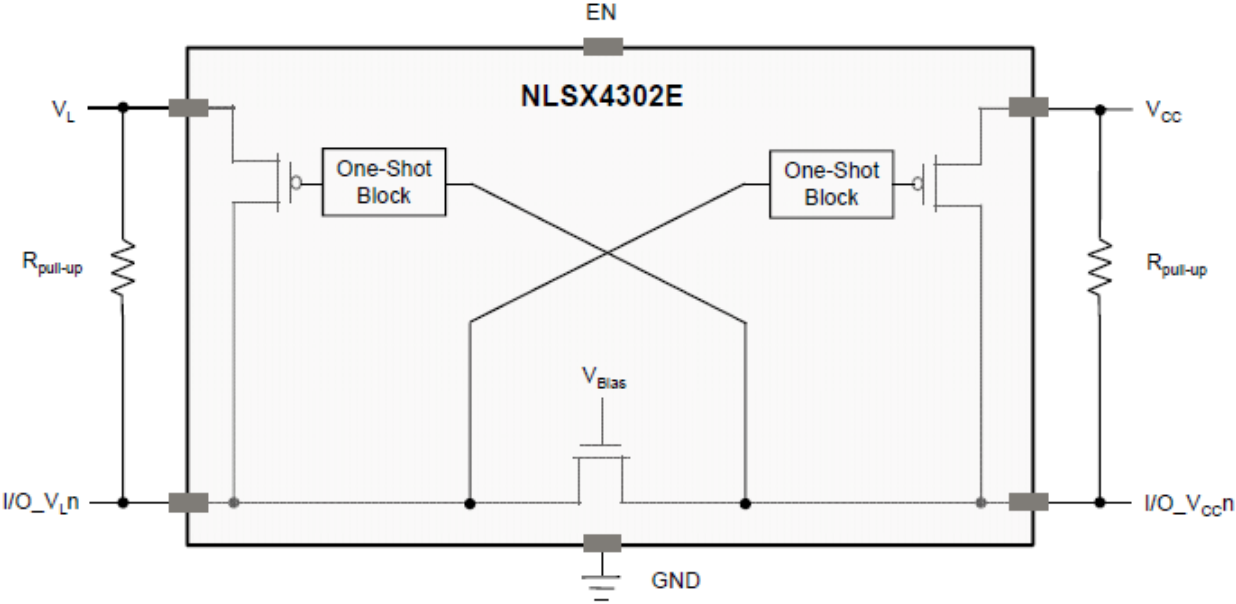 EN
NLSX4302E
V_L
V_CC
One-Shot
Block
One-Shot
Block
R_pull-up
R_pull-up
V_Bias
I/O_V_Ln
I/O_V_CCn
GND